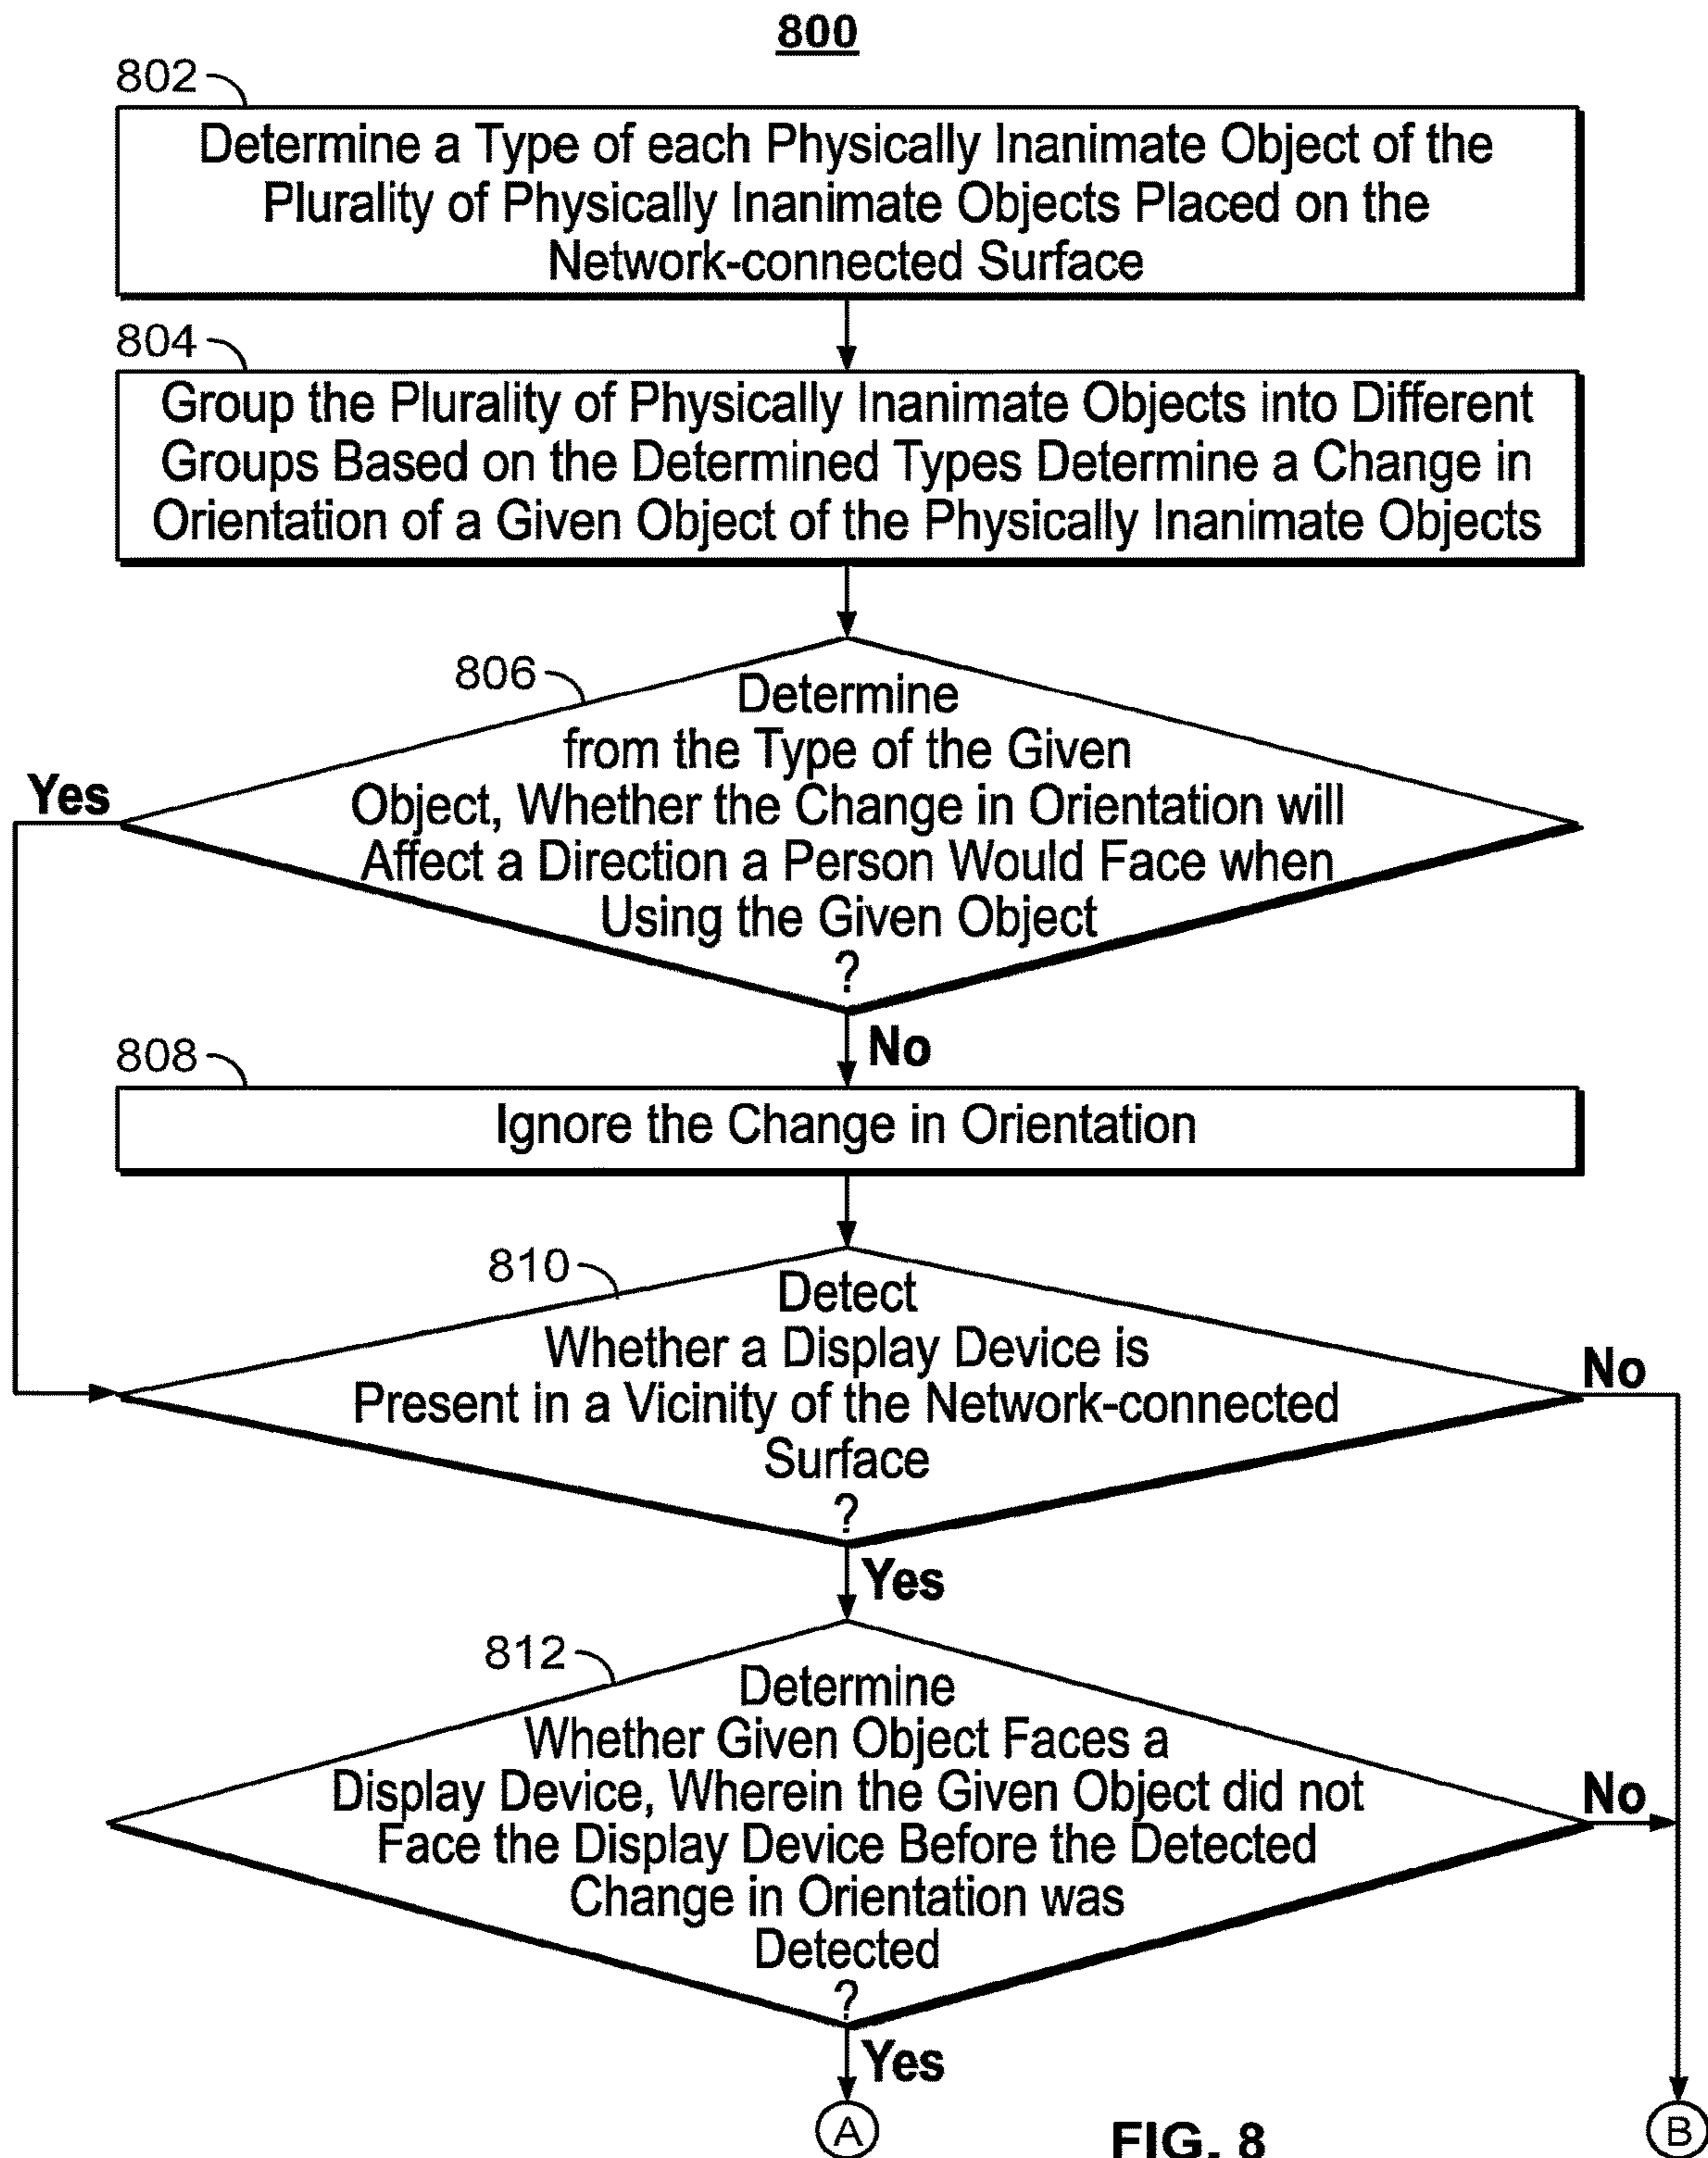 800
802
Determine a Type of each Physically Inanimate Object of the
Plurality of Physically Inanimate Objects Placed on the
Network-connected Surface
804
Group the Plurality of Physically Inanimate Objects into Different
Groups Based on the Determined Types Determine a Change in
Orientation of a Given Object of the Physically Inanimate Objects
806
Determine
from the Type of the Given
Object, Whether the Change in Orientation will
Affect a Direction a Person Would Face when
Using the Given Object
?
Yes
No
808
Ignore the Change in Orientation
810
Detect
Whether a Display Device is
Present in a Vicinity of the Network-connected
Surface
?
No
Yes
812
Determine
Whether Given Object Faces a
Display Device, Wherein the Given Object did not
Face the Display Device Before the Detected
Change in Orientation was
Detected
?
No
Yes
A
B
FIG. 8